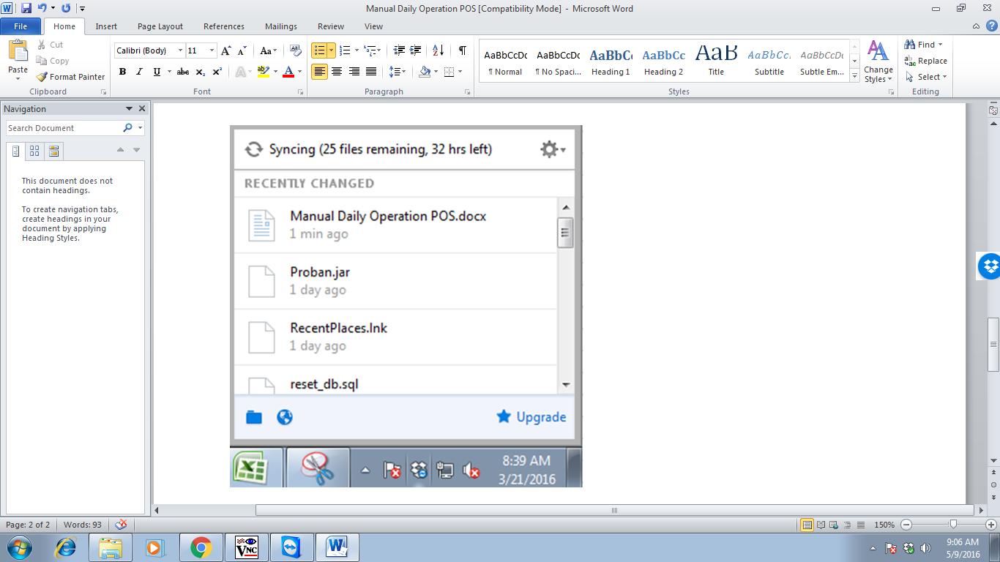 Manual Daily Operation POS [Compatibility Mode] - Microsoft Word
File Home Insert Page Layout References Mailings Review View
Paste
Cut
Copy
Format Painter
Clipboard
Calibri (Body) 11
Font
Paragraph
AaBbCcDc AaBbCcDc AaBbCc AaBbCc AaB AaBbCc. AaBbCcDc
¶ Normal ¶ No Spaci... Heading 1 Heading 2 Title Subtitle Subtle Em...
Styles
Change
Styles
Find
Replace
Select
Editing
Navigation
Search Document
This document does not
contain headings.
To create navigation tabs,
create headings in your
document by applying
Heading Styles.
Syncing (25 files remaining, 32 hrs left)
RECENTLY CHANGED
Manual Daily Operation POS.docx
1 min ago
Proban.jar
1 day ago
RecentPlaces.lnk
1 day ago
reset_db.sql
Upgrade
8:39 AM
3/21/2016
Page: 2 of 2 Words: 93
150%
VNC
9:06 AM
5/9/2016